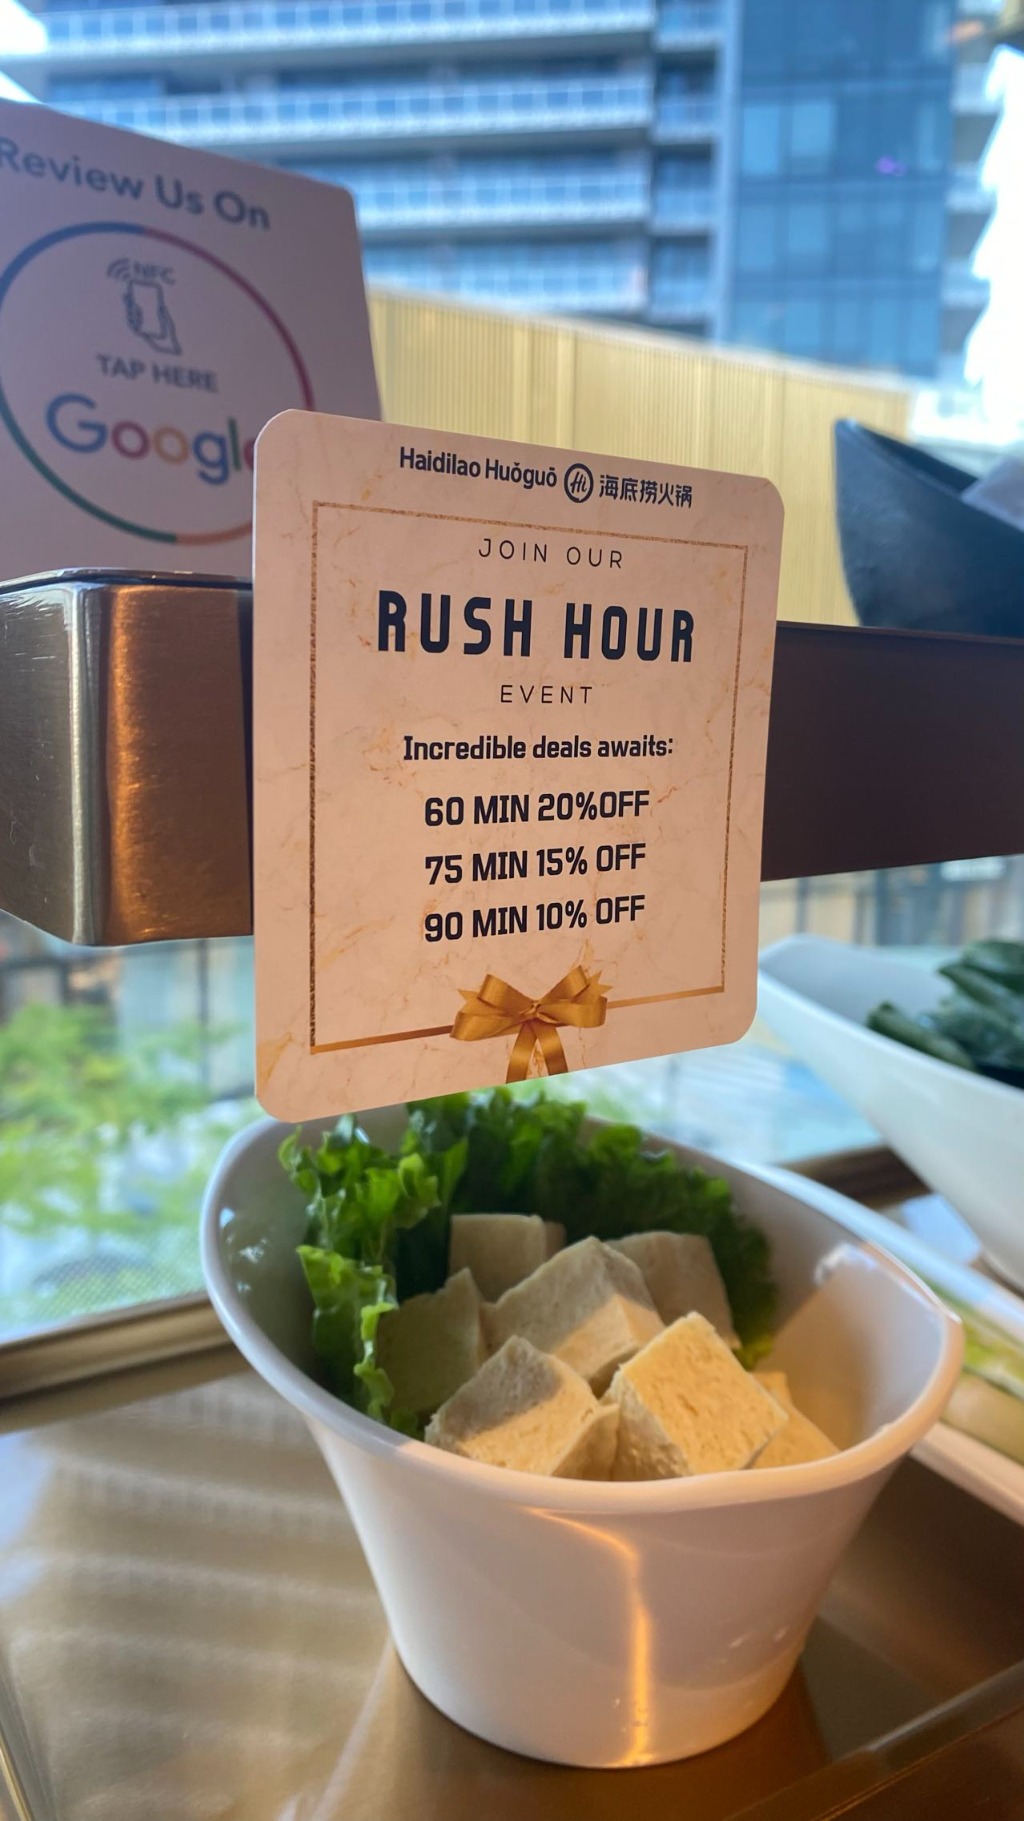 Review Us On
NFC
TAP HERE
Google
Haidilao Huǒguō Hi 海底捞火锅
JOIN OUR
RUSH HOUR
EVENT
Incredible deals awaits:
60 MIN 20%OFF
75 MIN 15% OFF
90 MIN 10% OFF